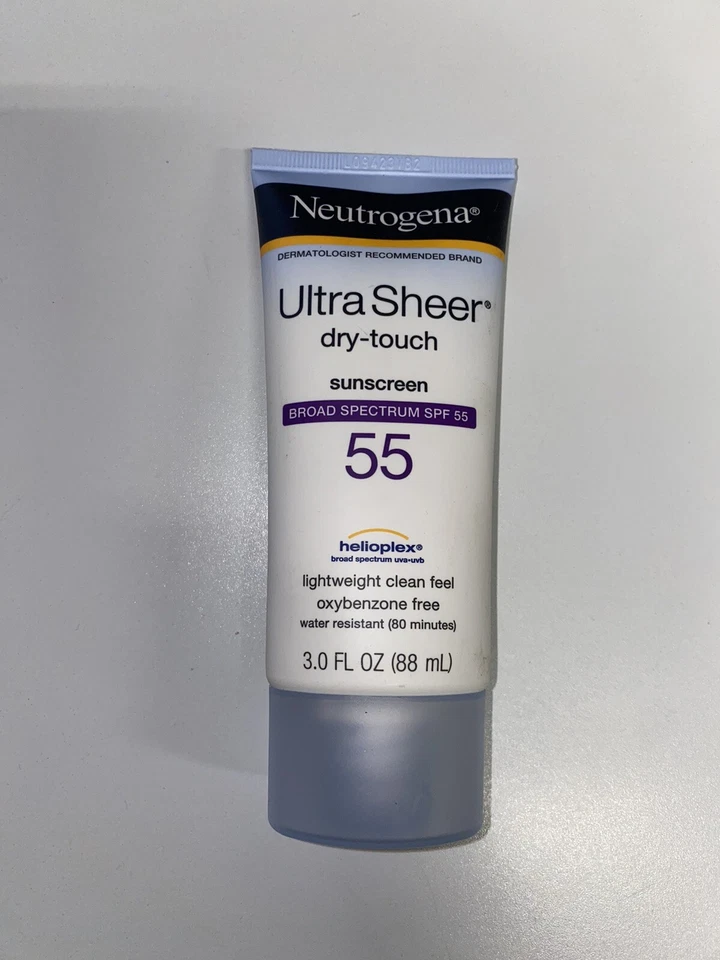 Neutrogena®
DERMATOLOGIST RECOMMENDED BRAND
Ultra Sheer®
dry-touch
sunscreen
BROAD SPECTRUM SPF 55
55
helioplex®
broad spectrum uva•uvb
lightweight clean feel
oxybenzone free
water resistant (80 minutes)
3.0 FL OZ (88 mL)